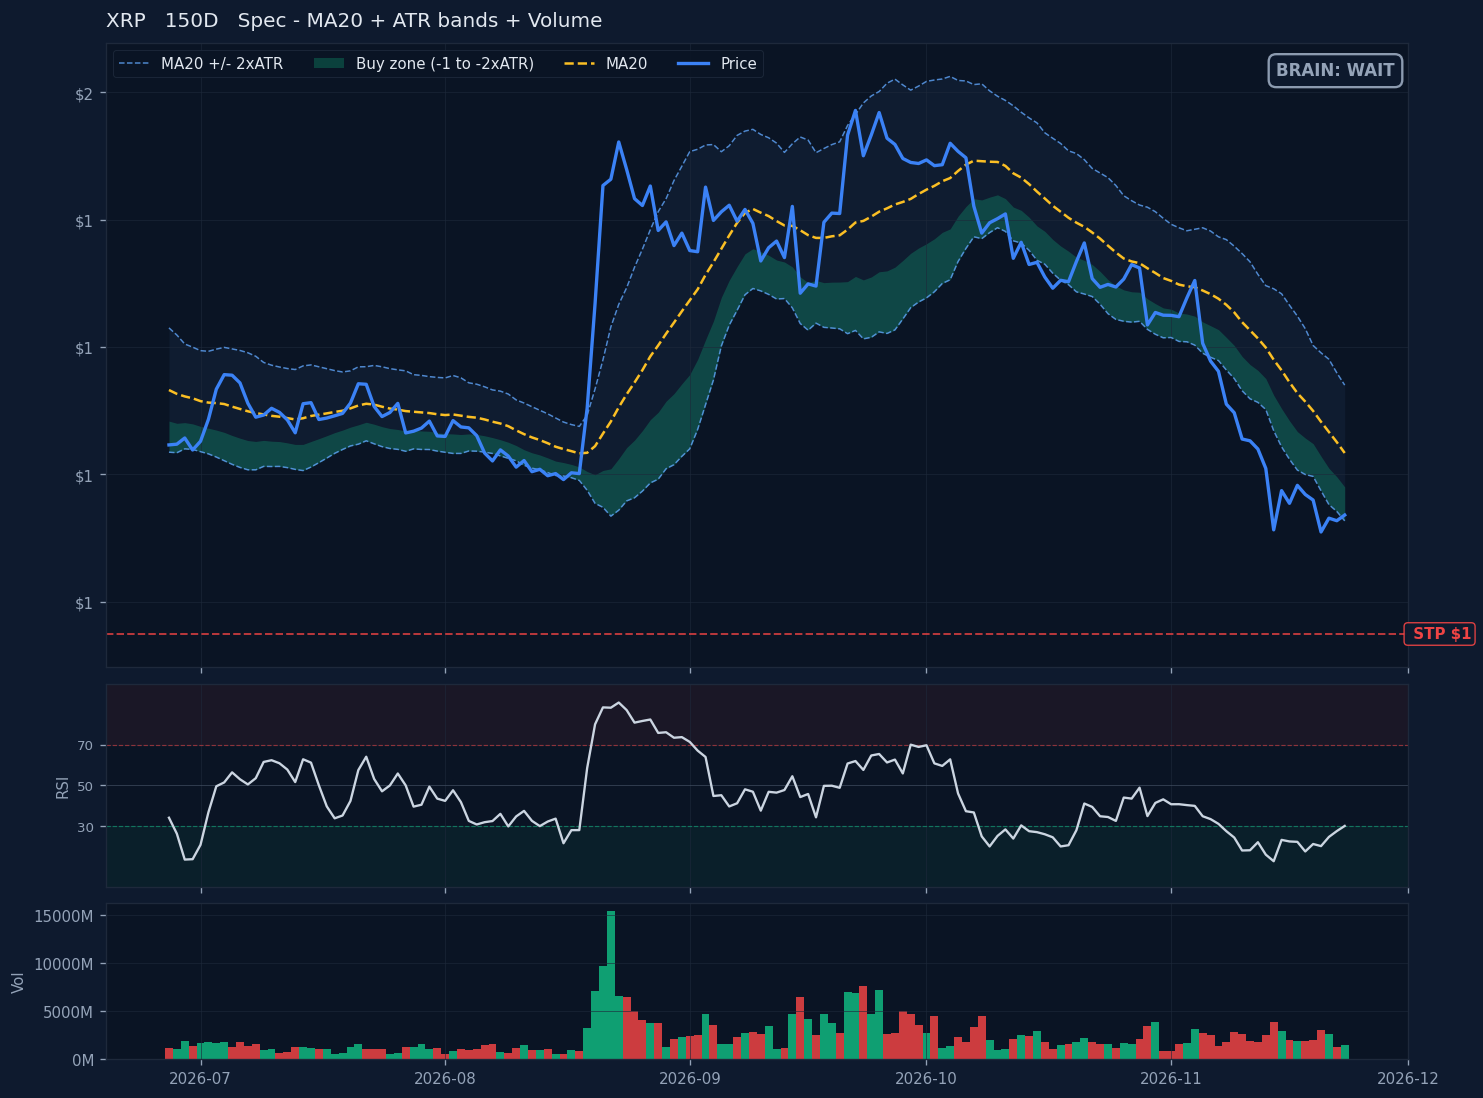 XRP   150D   Spec - MA20 + ATR bands + Volume
MA20 +/- 2xATR
Buy zone (-1 to -2xATR)
MA20
Price
BRAIN: WAIT
$2
$1
$1
$1
$1
STP $1
RSI
70
50
30
Vol
15000M
10000M
5000M
0M
2026-07
2026-08
2026-09
2026-10
2026-11
2026-12